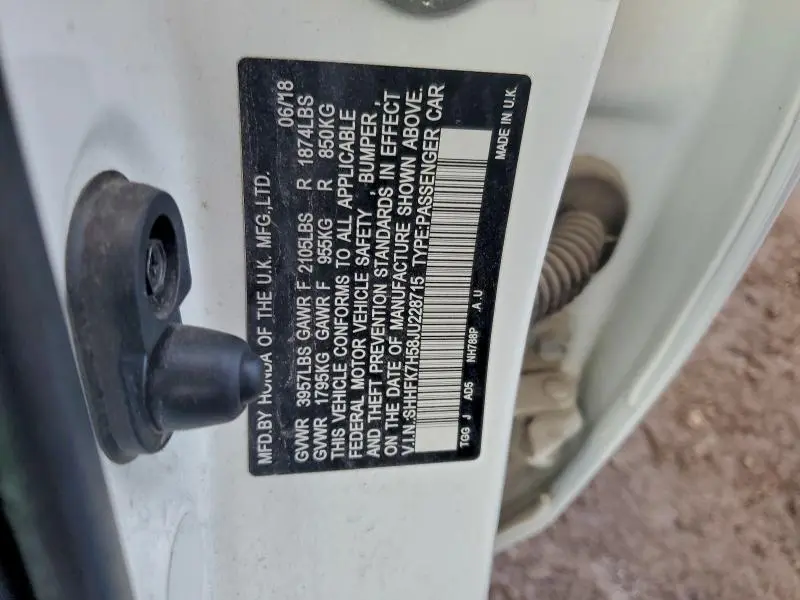 MFD.BY HONDA OF THE U.K. MFG.,LTD. 06/18
GVWR 3957LBS GAWR F 2105LBS R 1874LBS
GVWR 1795KG GAWR F 955KG R 850KG
THIS VEHICLE CONFORMS TO ALL APPLICABLE
FEDERAL MOTOR VEHICLE SAFETY , BUMPER ,
AND THEFT PREVENTION STANDARDS IN EFFECT
ON THE DATE OF MANUFACTURE SHOWN ABOVE.
V.I.N.:SHHFK7H58JU228715 TYPE:PASSENGER CAR
TGG J AD5 NH788P .A.U
MADE IN U.K.